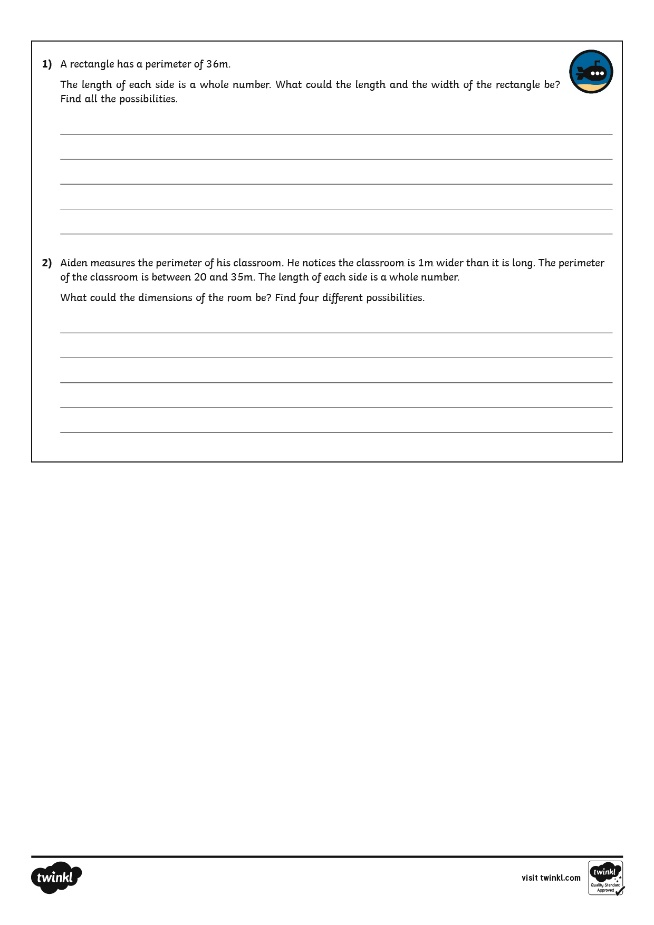 1) A rectangle has a perimeter of 36m.
The length of each side is a whole number. What could the length and the width of the rectangle be?
Find all the possibilities.
2) Aiden measures the perimeter of his classroom. He notices the classroom is 1m wider than it is long. The perimeter
of the classroom is between 20 and 35m. The length of each side is a whole number.
What could the dimensions of the room be? Find four different possibilities.
twinkl
visit twinkl.com
twinkl
Quality Standard
Approved